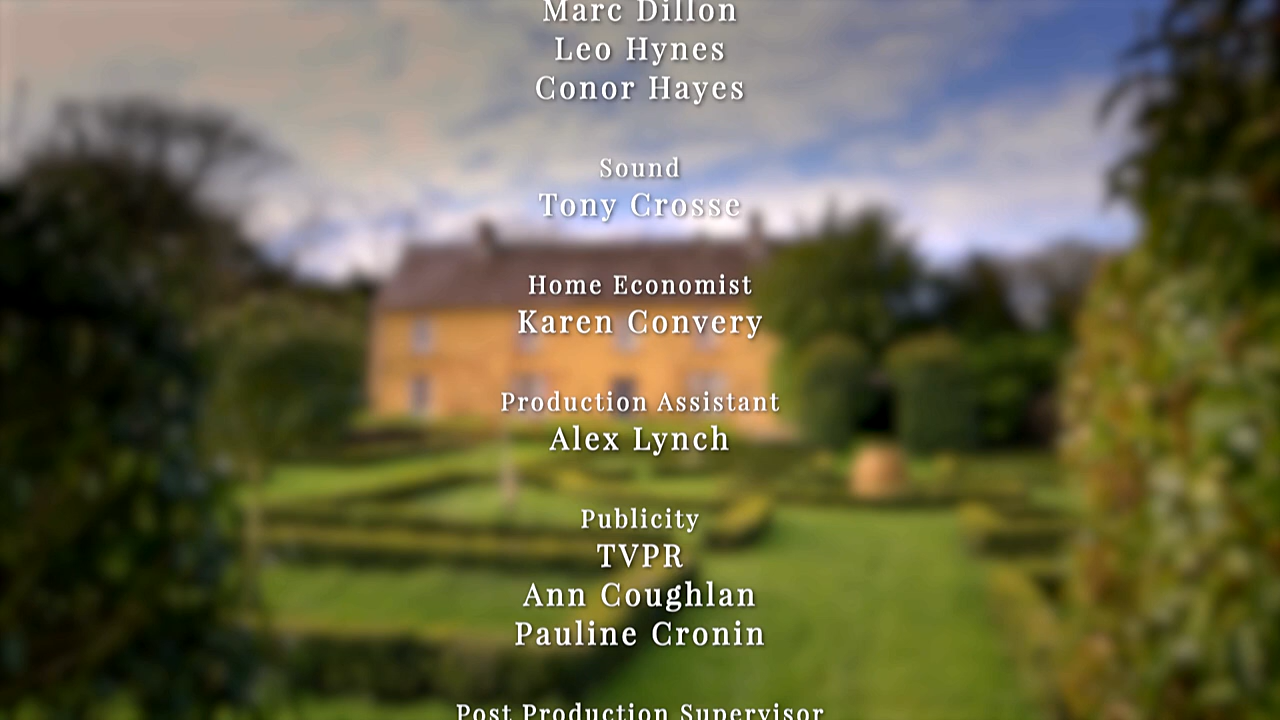 Marc Dillon
Leo Hynes
Conor Hayes
Sound
Tony Crosse
Home Economist
Karen Convery
Production Assistant
Alex Lynch
Publicity
TVPR
Ann Coughlan
Pauline Cronin
Post Production Supervisor